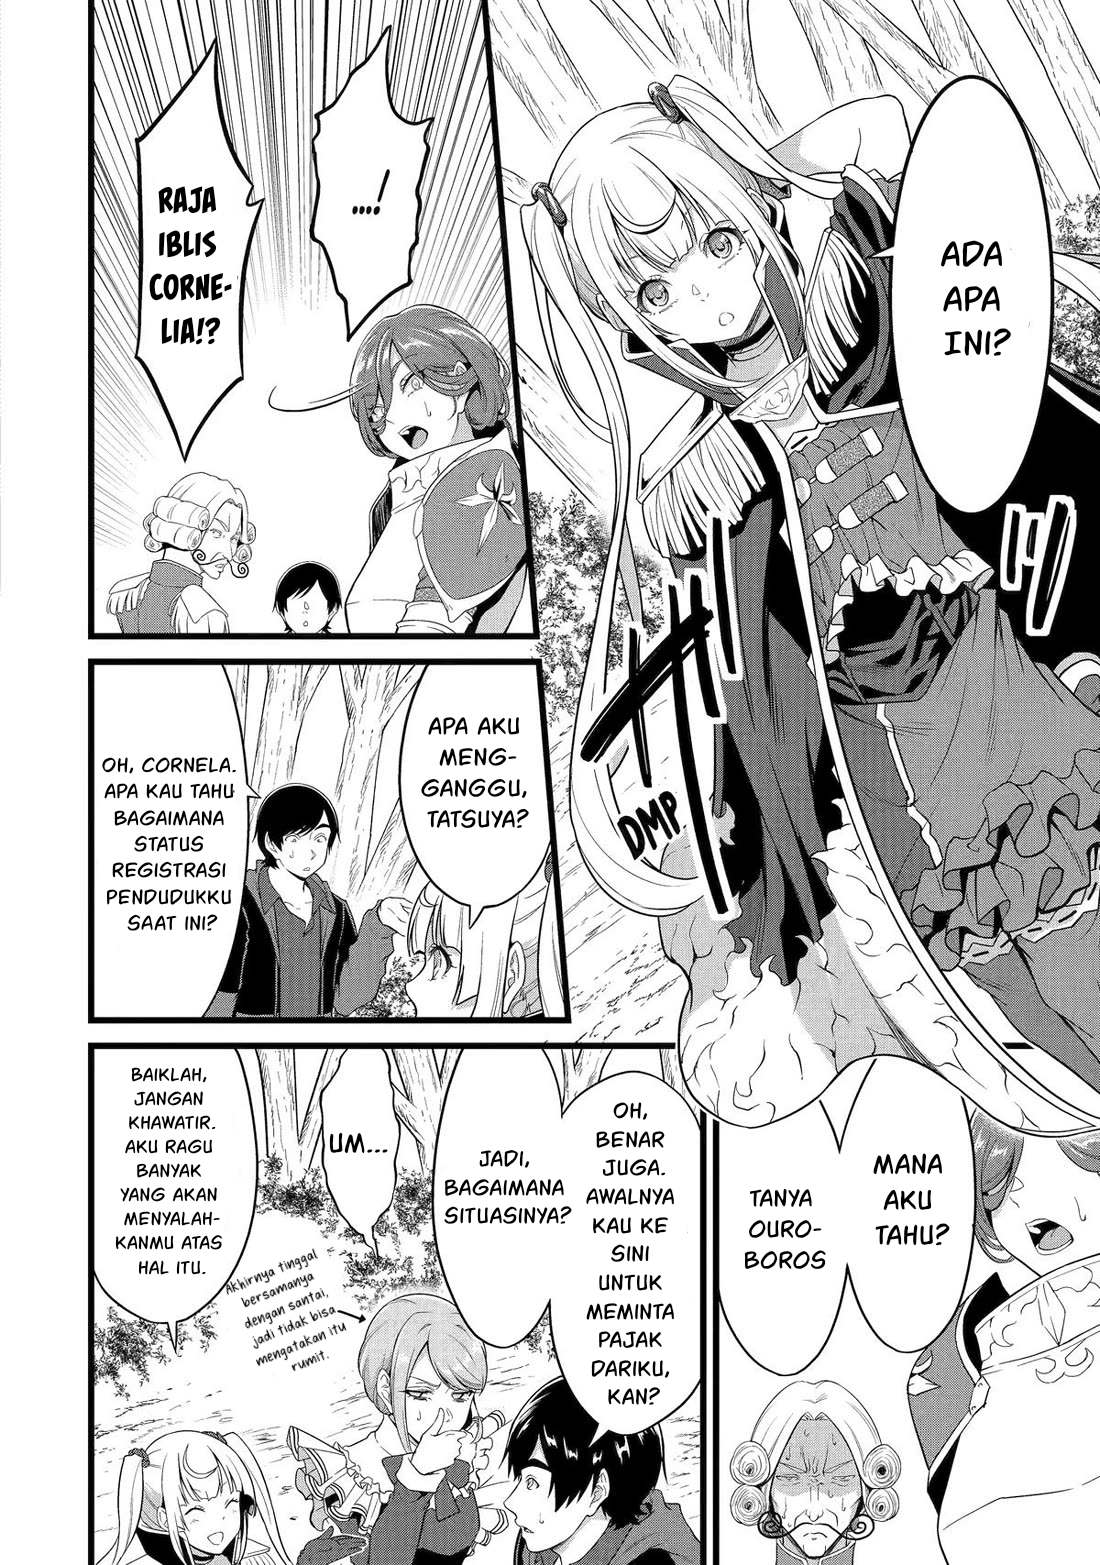 ADA
APA
INI?
DMP
....!
RAJA
IBLIS
CORNE-
LIA!?
APA AKU
MENG-
GANGGU,
TATSUYA?
OH, CORNELA.
APA KAU TAHU
BAGAIMANA
STATUS
REGISTRASI
PENDUDUKKU
SAAT INI?
MANA
AKU
TAHU?
TANYA
OURO-
BOROS
OH,
BENAR
JUGA.
AWALNYA
KAU KE
SINI
UNTUK
MEMINTA
PAJAK
DARIKU,
KAN?
JADI,
BAGAIMANA
SITUASINYA?
UM...
Akhirnya tinggal
bersamanya
dengan santai,
jadi tidak bisa
mengatakan itu
rumit.
BAIKLAH,
JANGAN
KHAWATIR.
AKU RAGU
BANYAK
YANG AKAN
MENYALAH-
KANMU ATAS
HAL ITU.